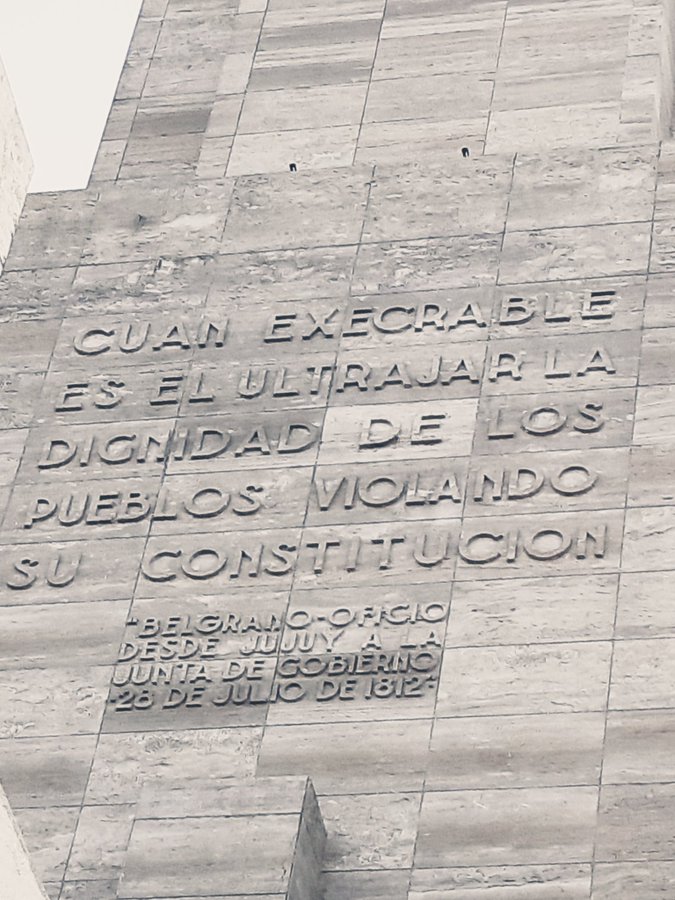 CUAN EXECRABLE
ES EL ULTRAJAR LA
DIGNIDAD DE LOS
PUEBLOS VIOLANDO
SU CONSTITUCION
"BELGRANO-OFICIO
DESDE JUJUY A LA
JUNTA DE GOBIERNO
-28 DE JULIO DE 1812-"